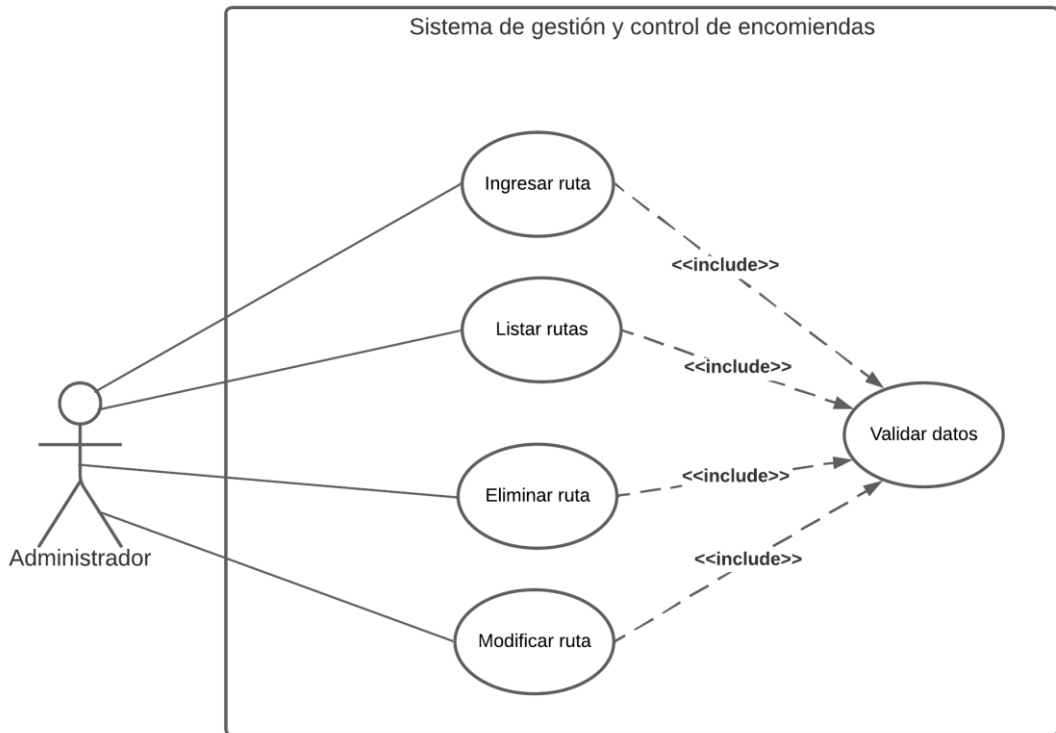 Sistema de gestión y control de encomiendas
Ingresar ruta
<<include>>
Listar rutas
<<include>>
Validar datos
Eliminar ruta
<<include>>
Administrador
<<include>>
Modificar ruta